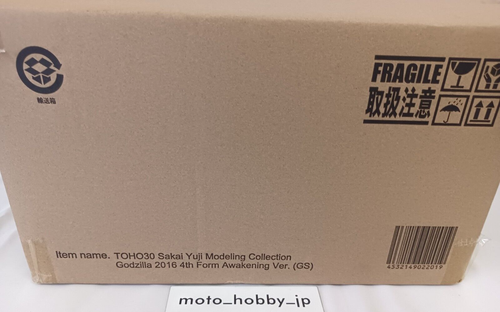 輸送箱
FRAGILE
取扱注意
Item name. TOHO30 Sakai Yuji Modeling Collection
Godzilla 2016 4th Form Awakening Ver. (GS)
4532149022019
moto_hobby_jp